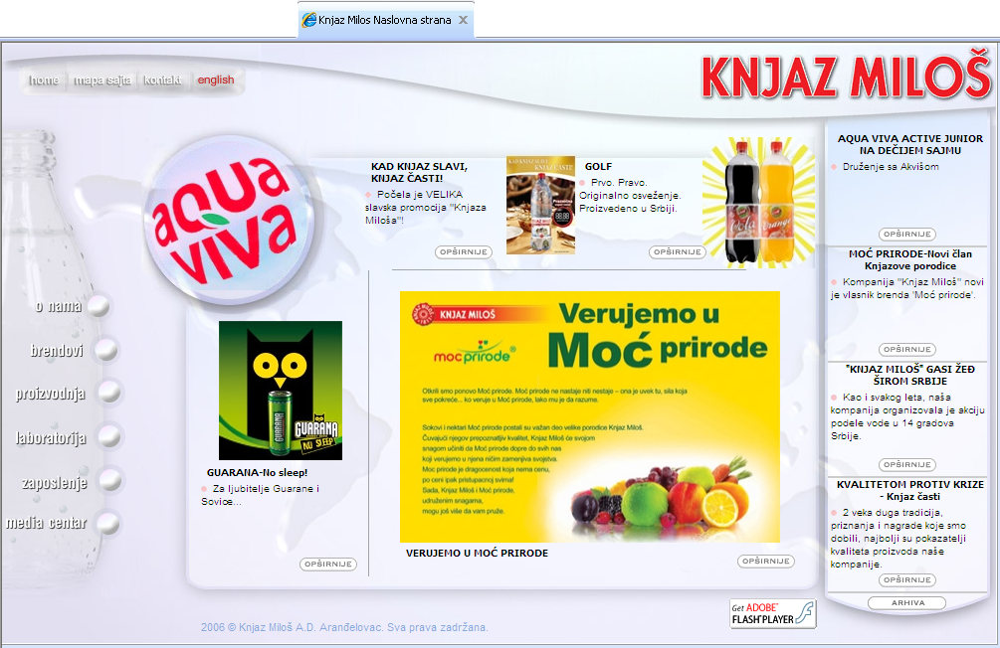 Knjaz Milos Naslovna strana
home mapa sajta kontakt english
KNJAZ MILOŠ
aqua
viva
KAD KNJAZ SLAVI,
KNJAZ ČASTI!
Počela je VELIKA
slavska promocija "Knjaza
Miloša"!
OPŠIRNIJE
GOLF
Prvo. Pravo.
Originalno osveženje.
Proizvedeno u Srbiji.
OPŠIRNIJE
Cola
Orange
AQUA VIVA ACTIVE JUNIOR
NA DEČIJEM SAJMU
Druženje sa Akvišom
OPŠIRNIJE
MOĆ PRIRODE-Novi član
Knjazove porodice
Kompanija "Knjaz Miloš" novi
je vlasnik brenda 'Moć prirode'.
OPŠIRNIJE
"KNJAZ MILOŠ" GASI ŽEĐ
ŠIROM SRBIJE
Kao i svakog leta, naša
kompanija organizovala je akciju
podele vode u 14 gradova
Srbije.
OPŠIRNIJE
KVALITETOM PROTIV KRIZE
- Knjaz časti
2 veka duga tradicija,
priznanja i nagrade koje smo
dobili, najbolji su pokazatelji
kvaliteta proizvoda naše
kompanije.
OPŠIRNIJE
ARHIVA
o nama
brendovi
proizvodnja
laboratorija
zaposlenje
media centar
GUARANA
GUARANA
NO SLEEP
GUARANA-No sleep!
Za ljubitelje Guarane i
Sovice...
OPŠIRNIJE
KNJAZ MILOŠ
moć prirode®
Verujemo u
Moć prirode
Otkrili smo ponovo Moć prirode. Moć prirode ne nastaje niti nestaje – ona je uvek tu, sila koja
sve pokreće... ko veruje u Moć prirode, lako mu je da razume.
Sokovi i nektari Moć prirode postali su važan deo velike porodice Knjaz Miloš.
Čuvajući njegov prepoznatljiv kvalitet, Knjaz Miloš će svojom
snagom učiniti da Moć prirode dopre do svih nas
koji verujemo u njena ničim zamenjiva svojstva.
Moć prirode je dragocenost koja nema cenu,
po ceni ipak pristupacnoj svima!
Sada, Knjaz Miloš i Moć prirode,
udruženim snagama,
mogu još više da vam pruže.
VERUJEMO U MOĆ PRIRODE
OPŠIRNIJE
Get ADOBE®
FLASH® PLAYER
2006 © Knjaz Miloš A.D. Aranđelovac. Sva prava zadržana.